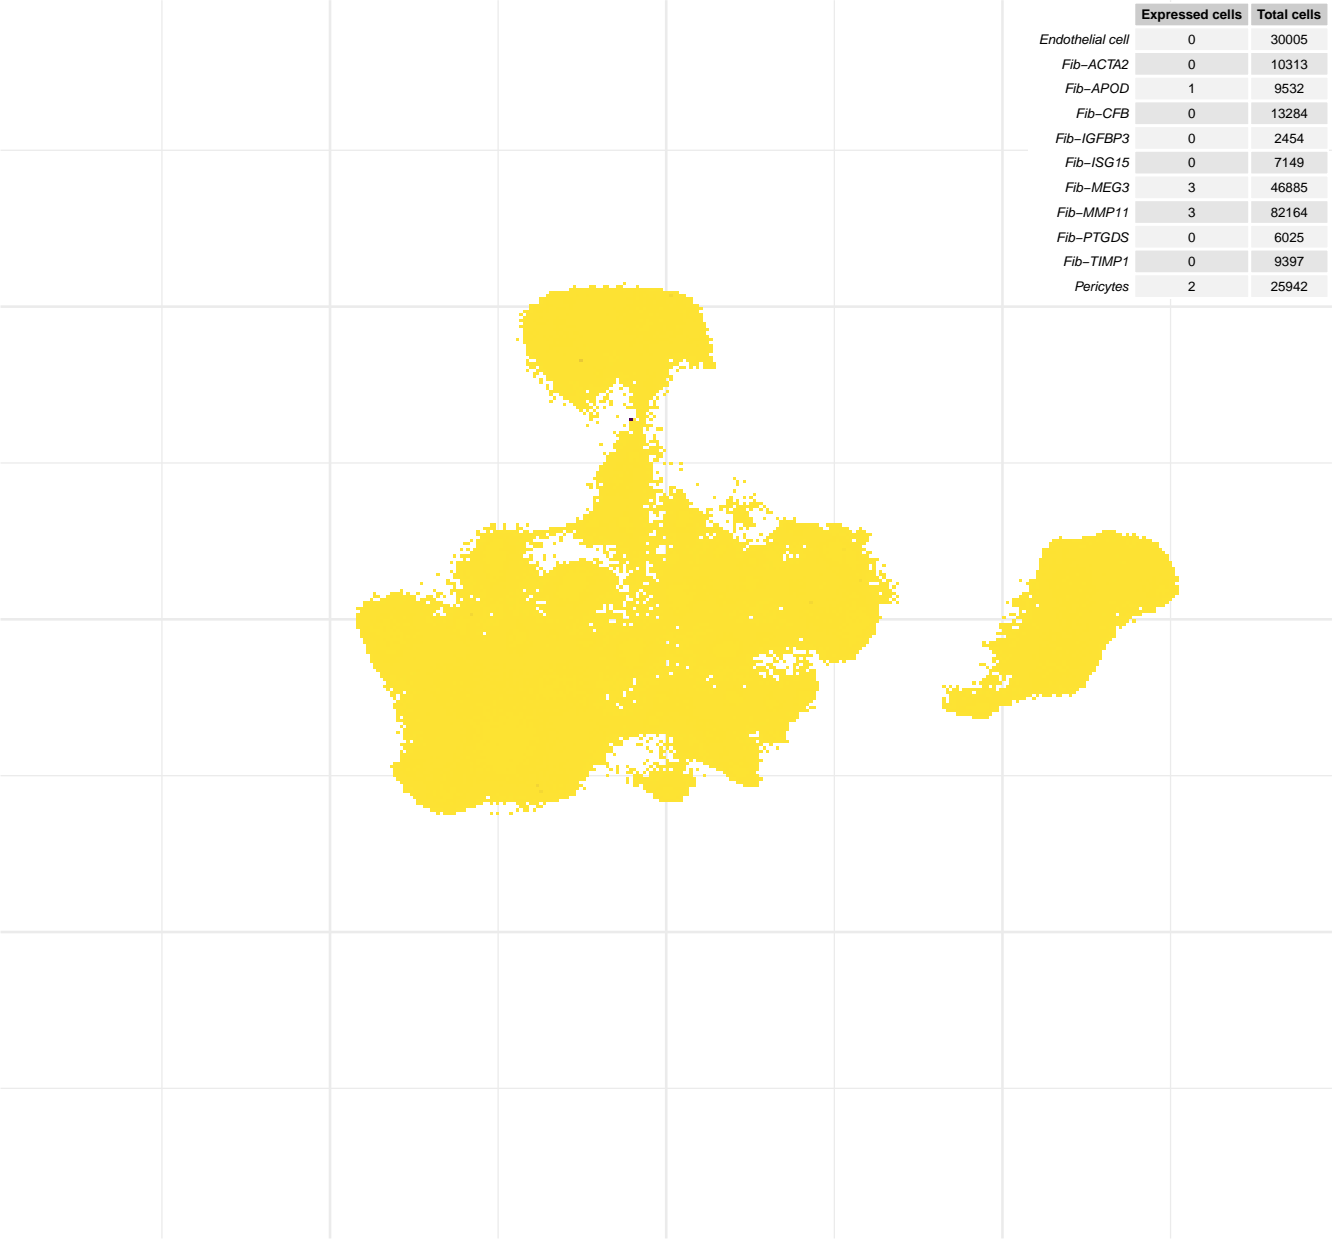 Expressed cells Total cells
Endothelial cell 0 30005
Fib−ACTA2 0 10313
Fib−APOD 1 9532
Fib−CFB 0 13284
Fib−IGFBP3 0 2454
Fib−ISG15 0 7149
Fib−MEG3 3 46885
Fib−MMP11 3 82164
Fib−PTGDS 0 6025
Fib−TIMP1 0 9397
Pericytes 2 25942